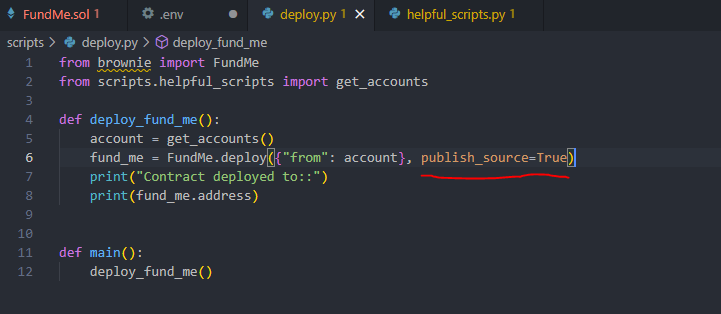 FundMe.sol 1 .env deploy.py 1 helpful_scripts.py 1
scripts > deploy.py > deploy_fund_me
1 from brownie import FundMe
2 from scripts.helpful_scripts import get_accounts
3
4 def deploy_fund_me():
5     account = get_accounts()
6     fund_me = FundMe.deploy({"from": account}, publish_source=True)
7     print("Contract deployed to::")
8     print(fund_me.address)
9
10
11 def main():
12     deploy_fund_me()